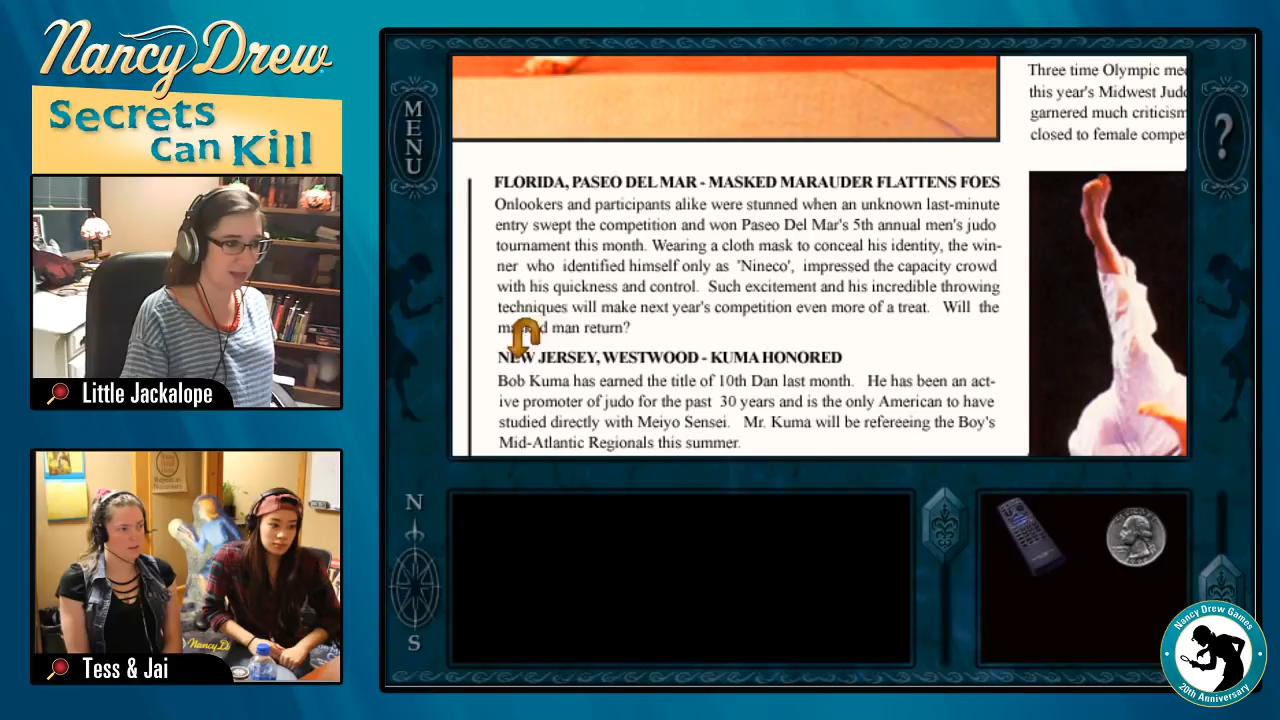 Nancy Drew
Secrets
Can Kill
Little Jackalope
Tess & Jai
MENU
?
Three time Olympic me
this year's Midwest Jud
garnered much criticism
closed to female compe
FLORIDA, PASEO DEL MAR - MASKED MARAUDER FLATTENS FOES
Onlookers and participants alike were stunned when an unknown last-minute
entry swept the competition and won Paseo Del Mar's 5th annual men's judo
tournament this month. Wearing a cloth mask to conceal his identity, the win-
ner who identified himself only as 'Nineco', impressed the capacity crowd
with his quickness and control. Such excitement and his incredible throwing
techniques will make next year's competition even more of a treat. Will the
man return?
NEW JERSEY, WESTWOOD - KUMA HONORED
Bob Kuma has earned the title of 10th Dan last month. He has been an act-
ive promoter of judo for the past 30 years and is the only American to have
studied directly with Meiyo Sensei. Mr. Kuma will be refereeing the Boy's
Mid-Atlantic Regionals this summer.
N
S
Nancy Drew Games
20th Anniversary